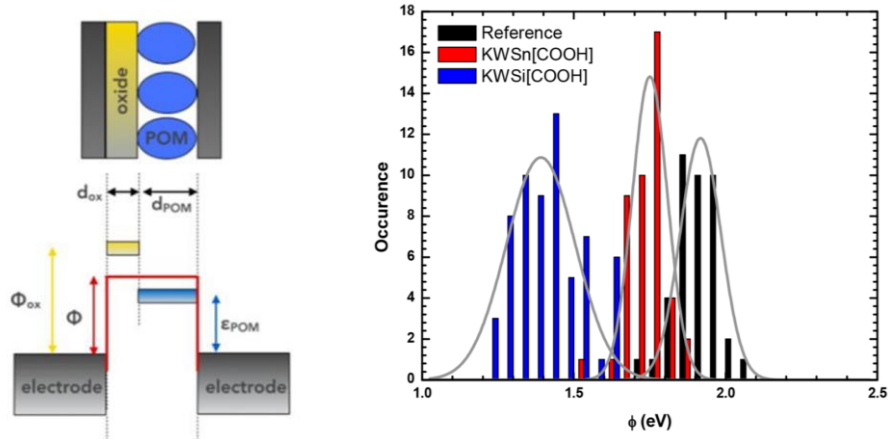 oxide
POM
dox
dPOM
Φox
Φ
εPOM
electrode
electrode
18
16
14
12
10
8
6
4
2
0
Occurence
Reference
KWSn[COOH]
KWSi[COOH]
1.0
1.5
2.0
2.5
ϕ (eV)